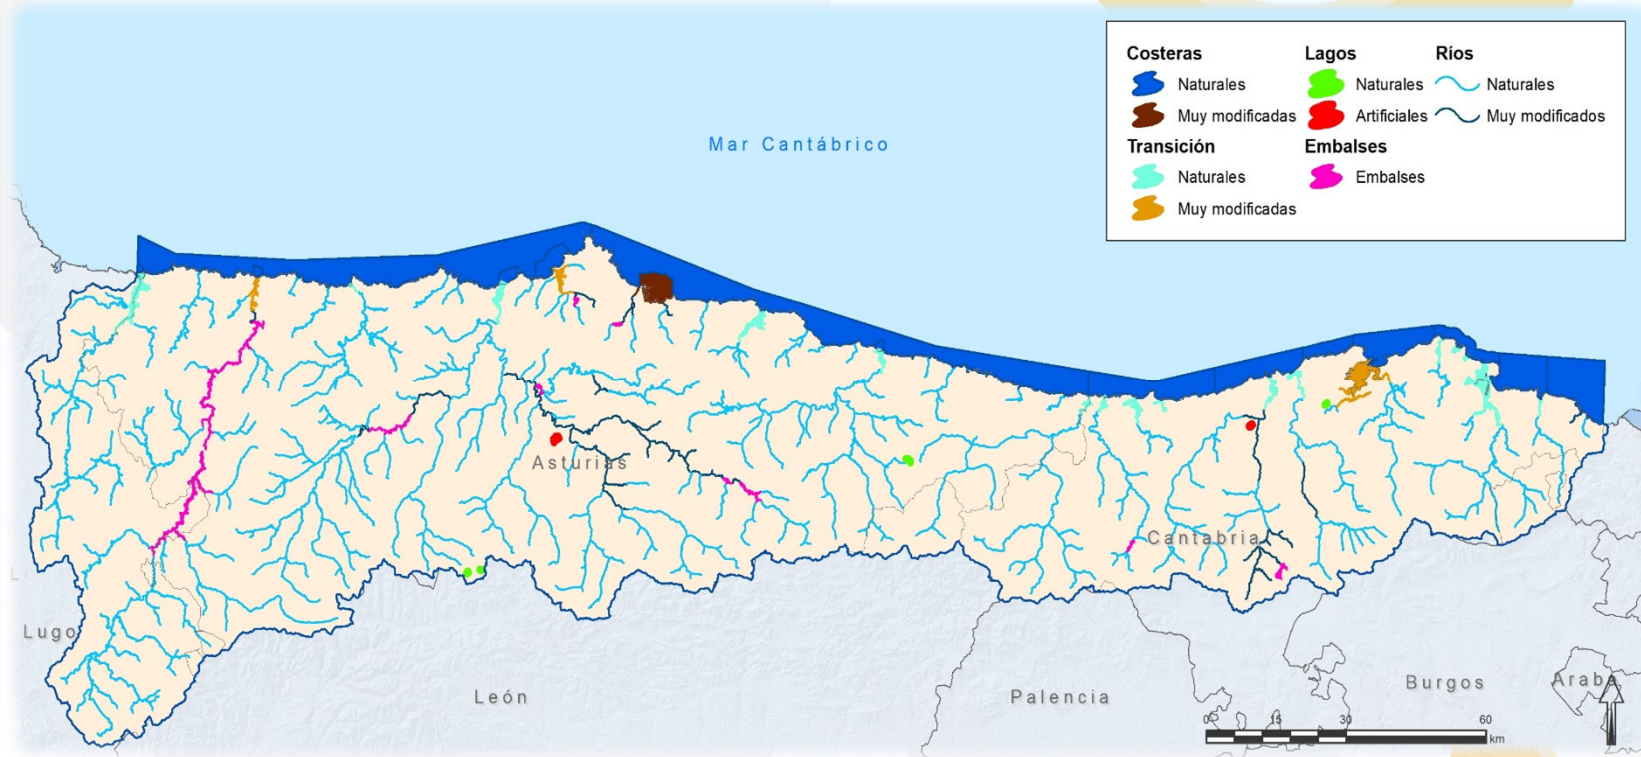 Costeras
Naturales
Muy modificadas
Transición
Naturales
Muy modificadas
Lagos
Naturales
Artificiales
Embalses
Embalses
Ríos
Naturales
Muy modificados
Mar Cantábrico
Asturias
Cantabria
Lugo
León
Palencia
Burgos
Araba
0 15 30 60
km